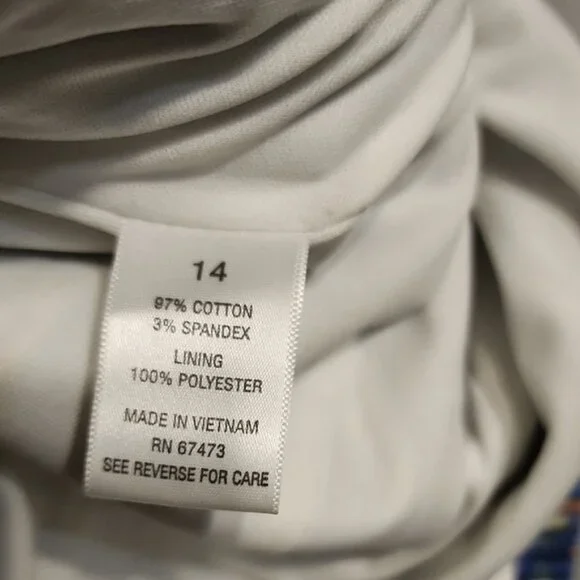 14
97% COTTON
3% SPANDEX
LINING
100% POLYESTER
MADE IN VIETNAM
RN 67473
SEE REVERSE FOR CARE